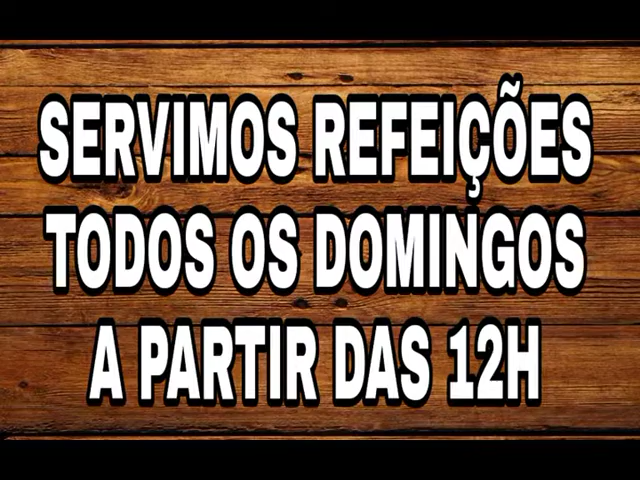 SERVIMOS REFEIÇÕES
TODOS OS DOMINGOS
A PARTIR DAS 12H